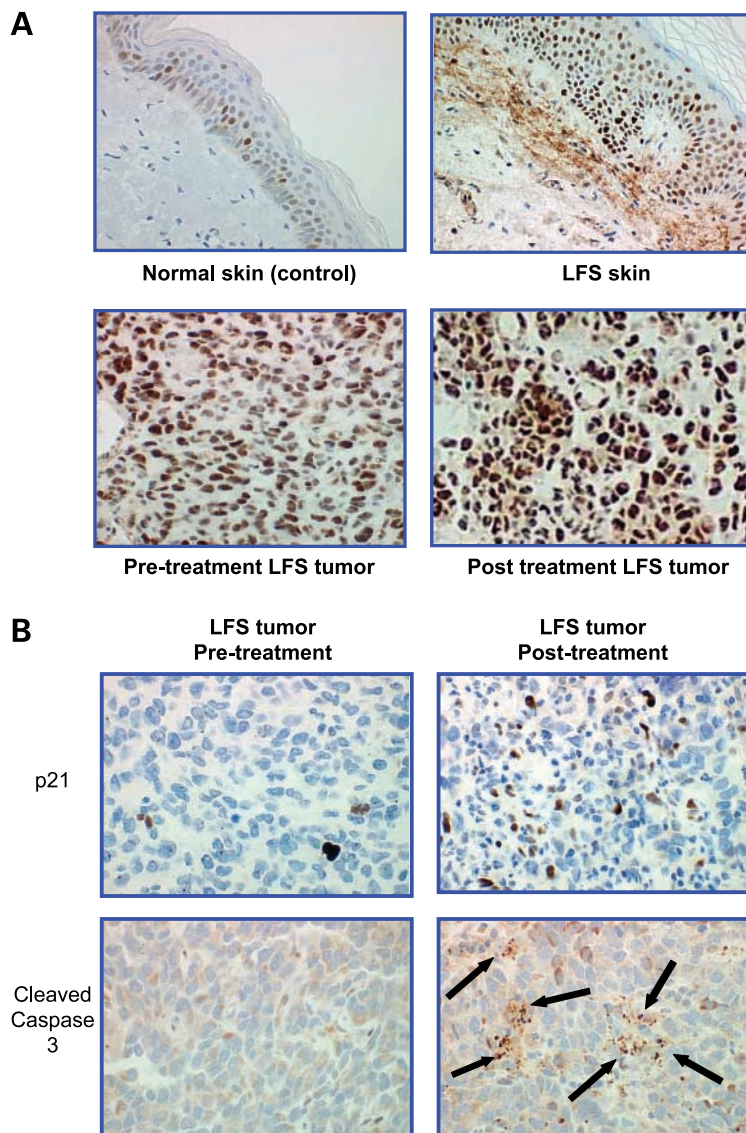 A
Normal skin (control)
LFS skin
Pre-treatment LFS tumor
Post treatment LFS tumor
B
LFS tumor
Pre-treatment
LFS tumor
Post-treatment
p21
Cleaved
Caspase
3